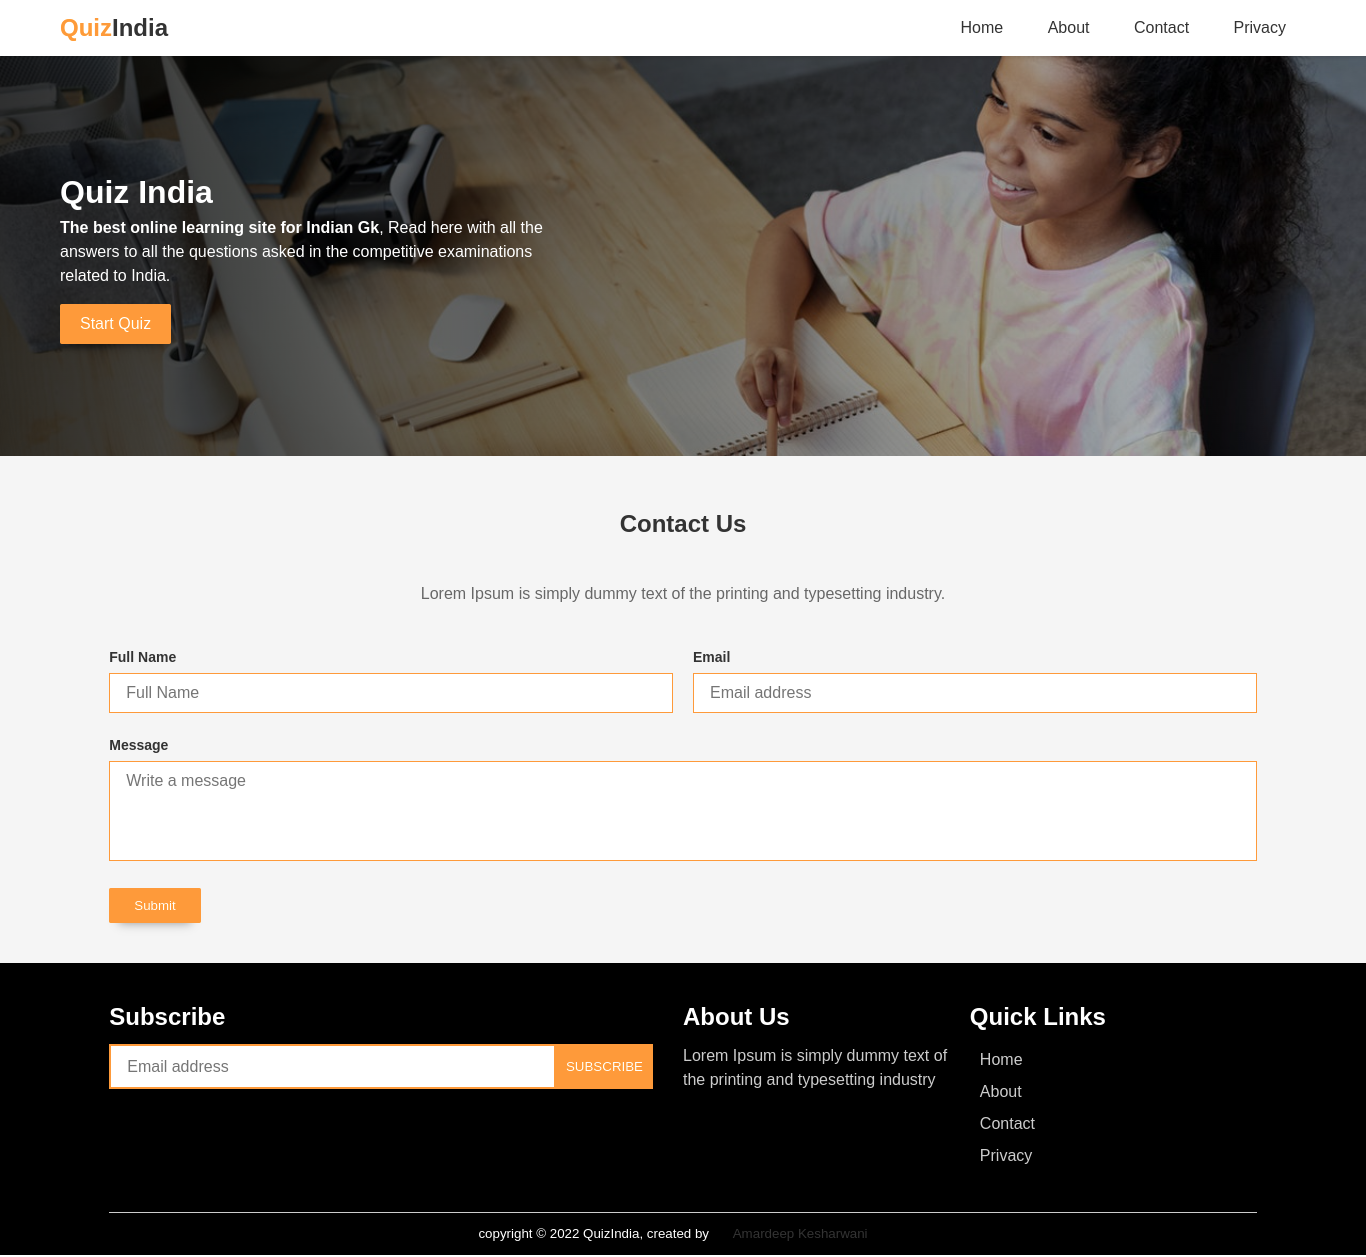 QuizIndia
Home About Contact Privacy
Quiz India
The best online learning site for Indian Gk, Read here with all the
answers to all the questions asked in the competitive examinations
related to India.
Start Quiz
Contact Us
Lorem Ipsum is simply dummy text of the printing and typesetting industry.
Full Name
Full Name
Email
Email address
Message
Write a message
Submit
Subscribe
Email address
SUBSCRIBE
About Us
Lorem Ipsum is simply dummy text of
the printing and typesetting industry
Quick Links
Home
About
Contact
Privacy
copyright © 2022 QuizIndia, created by Amardeep Kesharwani